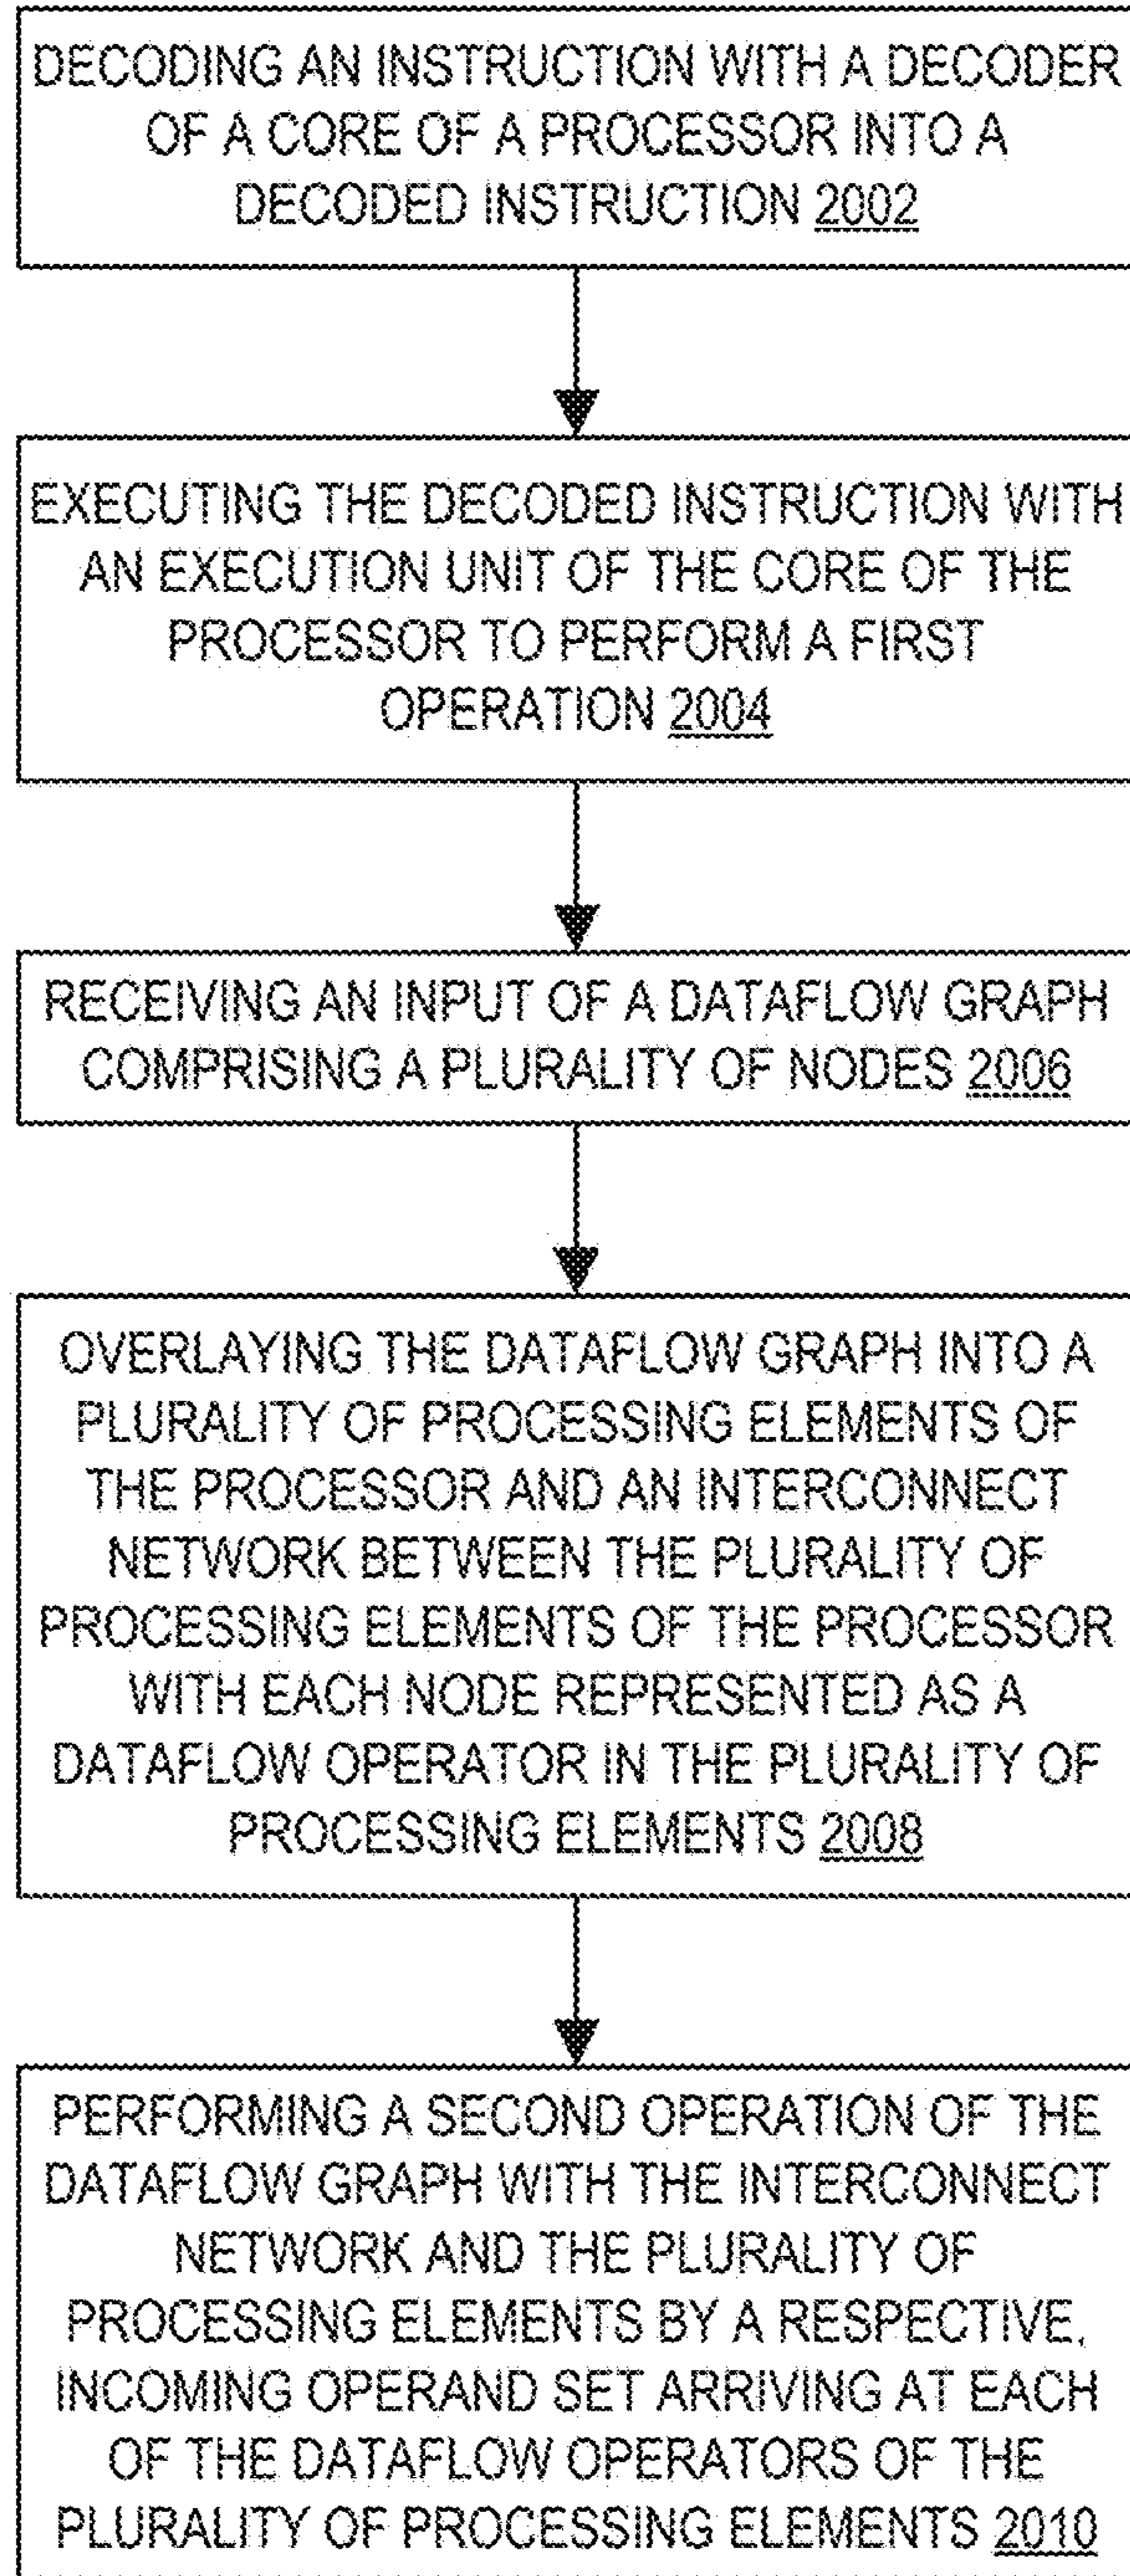 DECODING AN INSTRUCTION WITH A DECODER
OF A CORE OF A PROCESSOR INTO A
DECODED INSTRUCTION 2002
EXECUTING THE DECODED INSTRUCTION WITH
AN EXECUTION UNIT OF THE CORE OF THE
PROCESSOR TO PERFORM A FIRST
OPERATION 2004
RECEIVING AN INPUT OF A DATAFLOW GRAPH
COMPRISING A PLURALITY OF NODES 2006
OVERLAYING THE DATAFLOW GRAPH INTO A
PLURALITY OF PROCESSING ELEMENTS OF
THE PROCESSOR AND AN INTERCONNECT
NETWORK BETWEEN THE PLURALITY OF
PROCESSING ELEMENTS OF THE PROCESSOR
WITH EACH NODE REPRESENTED AS A
DATAFLOW OPERATOR IN THE PLURALITY OF
PROCESSING ELEMENTS 2008
PERFORMING A SECOND OPERATION OF THE
DATAFLOW GRAPH WITH THE INTERCONNECT
NETWORK AND THE PLURALITY OF
PROCESSING ELEMENTS BY A RESPECTIVE,
INCOMING OPERAND SET ARRIVING AT EACH
OF THE DATAFLOW OPERATORS OF THE
PLURALITY OF PROCESSING ELEMENTS 2010